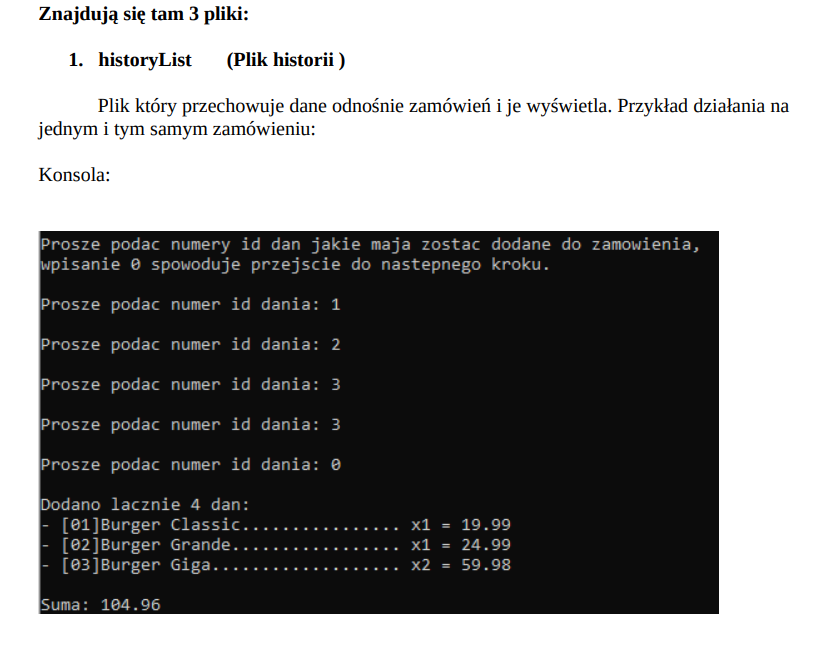 Znajdują się tam 3 pliki:
1. historyList (Plik historii )
Plik który przechowuje dane odnośnie zamówień i je wyświetla. Przykład działania na
jednym i tym samym zamówieniu:
Konsola:
Prosze podac numery id dan jakie maja zostac dodane do zamowienia,
wpisanie 0 spowoduje przejscie do nastepnego kroku.
Prosze podac numer id dania: 1
Prosze podac numer id dania: 2
Prosze podac numer id dania: 3
Prosze podac numer id dania: 3
Prosze podac numer id dania: 0
Dodano lacznie 4 dan:
- [01]Burger Classic................ x1 = 19.99
- [02]Burger Grande................. x1 = 24.99
- [03]Burger Giga................... x2 = 59.98
Suma: 104.96